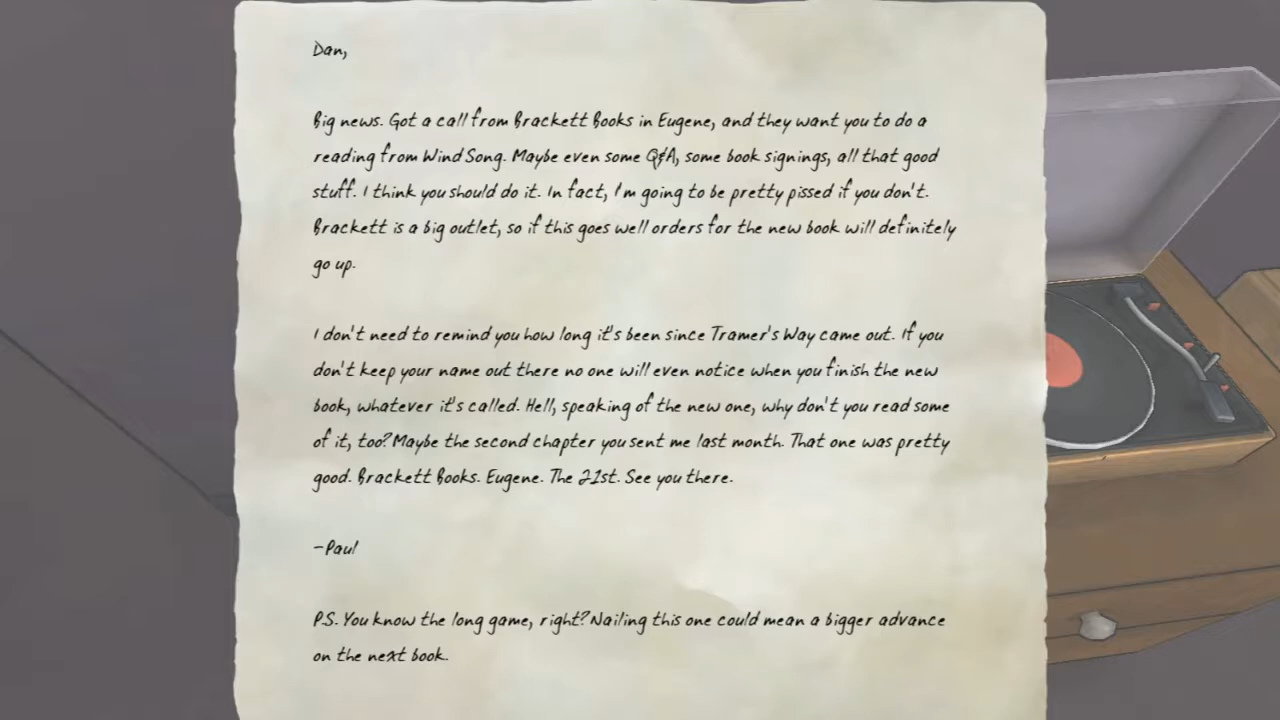 Dan,
Big news. Got a call from Brackett Books in Eugene, and they want you to do a
reading from Wind Song. Maybe even some Q&A, some book signings, all that good
stuff. I think you should do it. In fact, I'm going to be pretty pissed if you don't.
Brackett is a big outlet, so if this goes well orders for the new book will definitely
go up.
I don't need to remind you how long it's been since Tramer's Way came out. If you
don't keep your name out there no one will even notice when you finish the new
book, whatever it's called. Hell, speaking of the new one, why don't you read some
of it, too? Maybe the second chapter you sent me last month. That one was pretty
good. Brackett Books. Eugene. The 21st. See you there.
-Paul
P.S. You know the long game, right? Nailing this one could mean a bigger advance
on the next book.